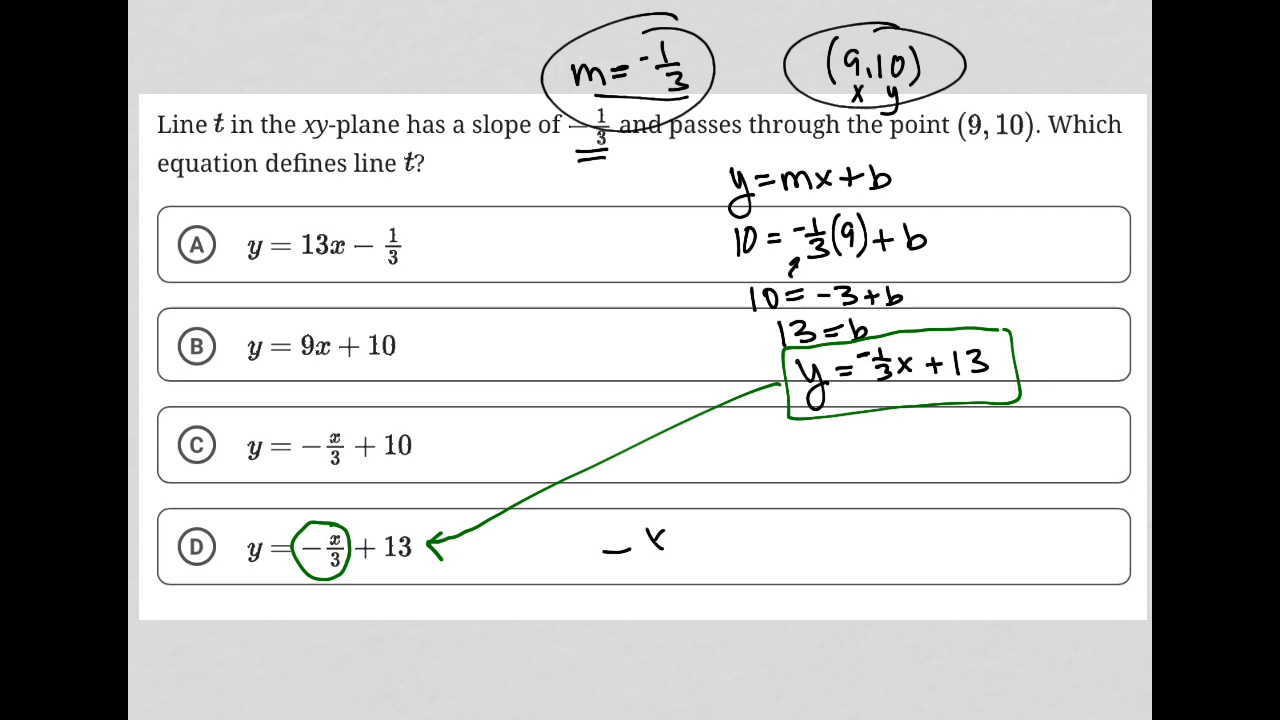 m = -1/3
(9,10)
x y
Line t in the xy-plane has a slope of −1/3 and passes through the point (9, 10). Which
equation defines line t?
y = mx + b
10 = -1/3(9) + b
10 = -3 + b
13 = b
y = -1/3x + 13
A y = 13x − 1/3
B y = 9x + 10
C y = −x/3 + 10
D y = −x/3 + 13
– x